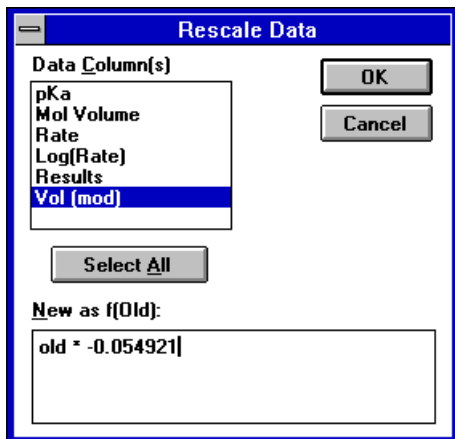 Rescale Data
Data Column(s)
pKa
Mol Volume
Rate
Log(Rate)
Results
Vol (mod)
OK
Cancel
Select All
New as f(Old):
old * -0.054921